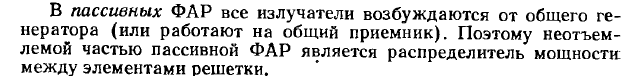 В пассивных ФАР все излучатели возбуждаются от общего ге-
нератора (или работают на общий приемник). Поэтому неотъем-
лемой частью пассивной ФАР является распределитель мощности
между элементами решетки.